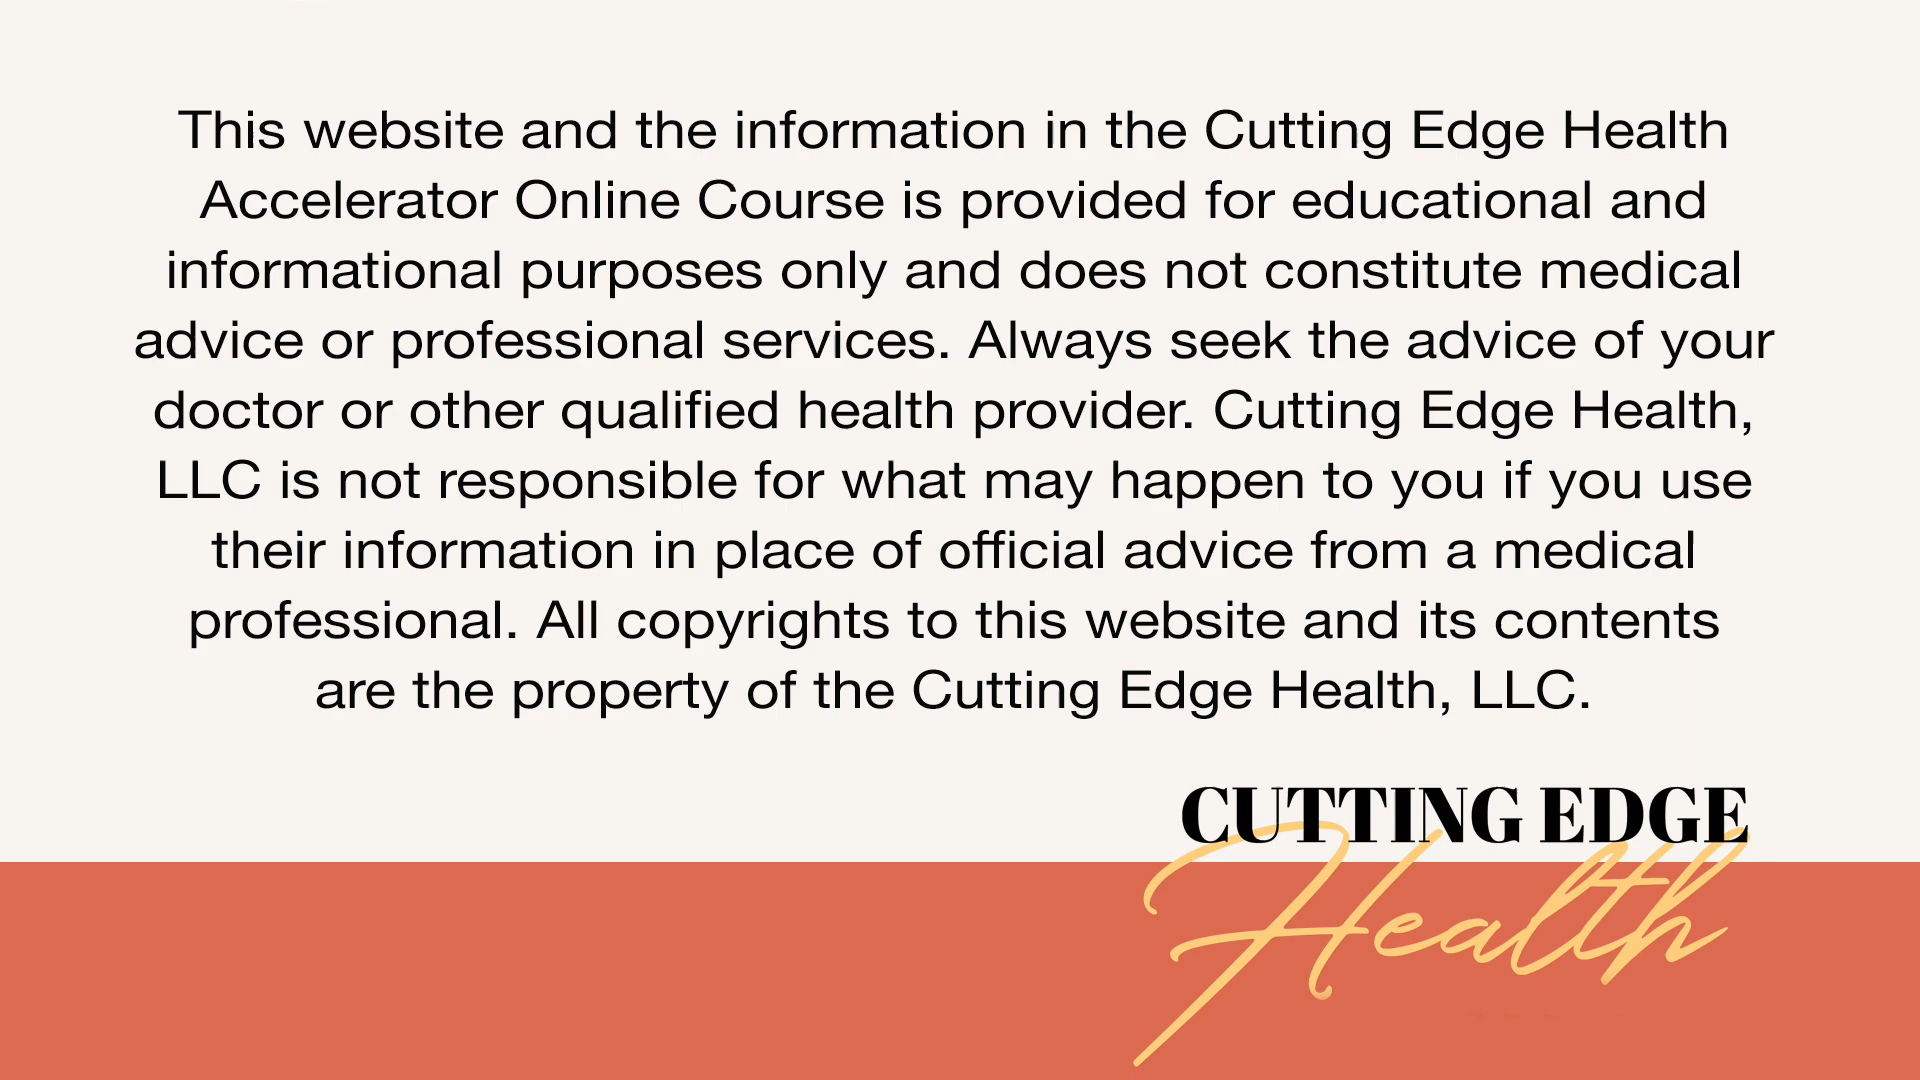 This website and the information in the Cutting Edge Health
Accelerator Online Course is provided for educational and
informational purposes only and does not constitute medical
advice or professional services. Always seek the advice of your
doctor or other qualified health provider. Cutting Edge Health,
LLC is not responsible for what may happen to you if you use
their information in place of official advice from a medical
professional. All copyrights to this website and its contents
are the property of the Cutting Edge Health, LLC.
CUTTING EDGE
Health